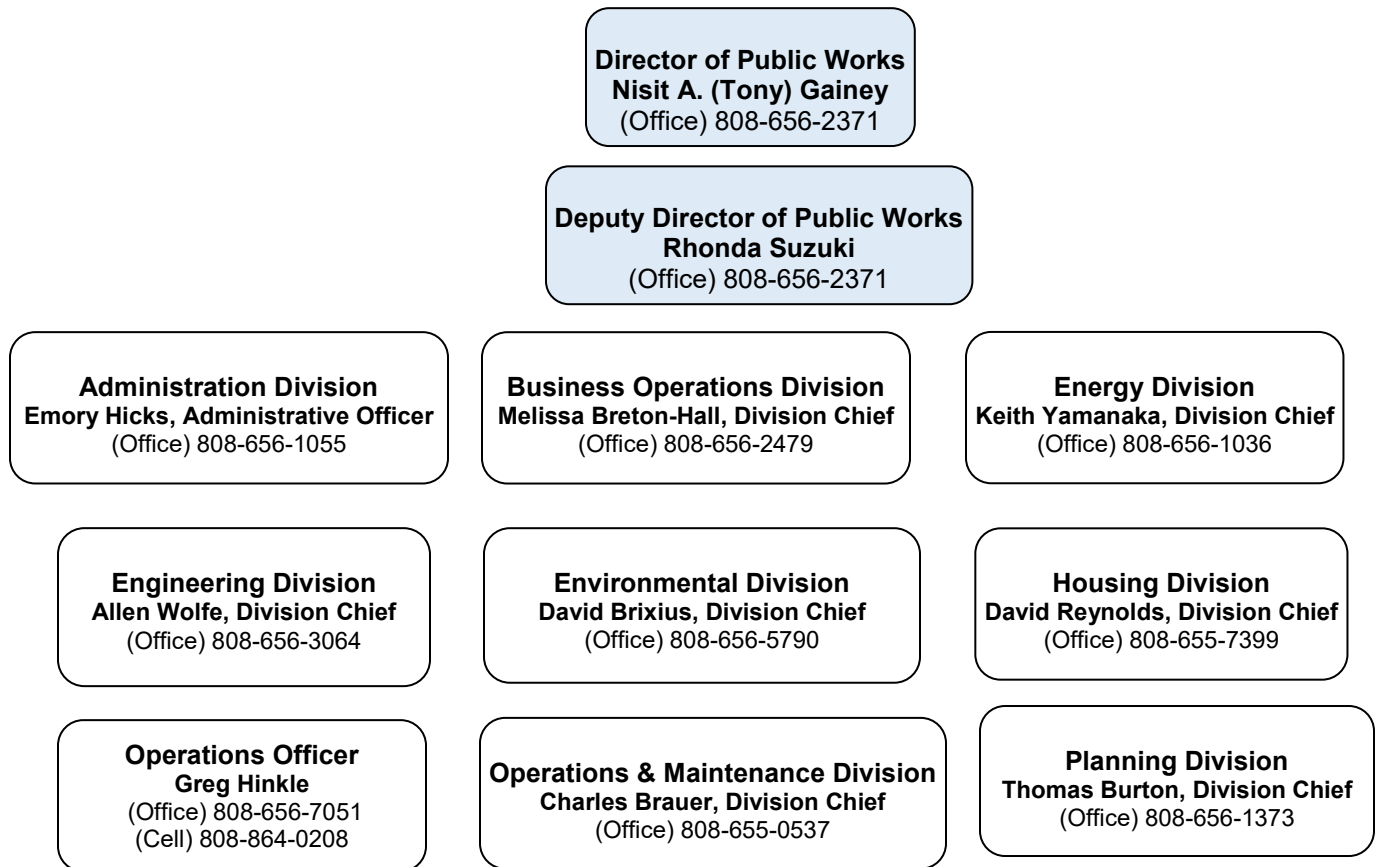 Director of Public Works
Nisit A. (Tony) Gainey
(Office) 808-656-2371
Deputy Director of Public Works
Rhonda Suzuki
(Office) 808-656-2371
Administration Division
Emory Hicks, Administrative Officer
(Office) 808-656-1055
Business Operations Division
Melissa Breton-Hall, Division Chief
(Office) 808-656-2479
Energy Division
Keith Yamanaka, Division Chief
(Office) 808-656-1036
Engineering Division
Allen Wolfe, Division Chief
(Office) 808-656-3064
Environmental Division
David Brixius, Division Chief
(Office) 808-656-5790
Housing Division
David Reynolds, Division Chief
(Office) 808-655-7399
Operations Officer
Greg Hinkle
(Office) 808-656-7051
(Cell) 808-864-0208
Operations & Maintenance Division
Charles Brauer, Division Chief
(Office) 808-655-0537
Planning Division
Thomas Burton, Division Chief
(Office) 808-656-1373